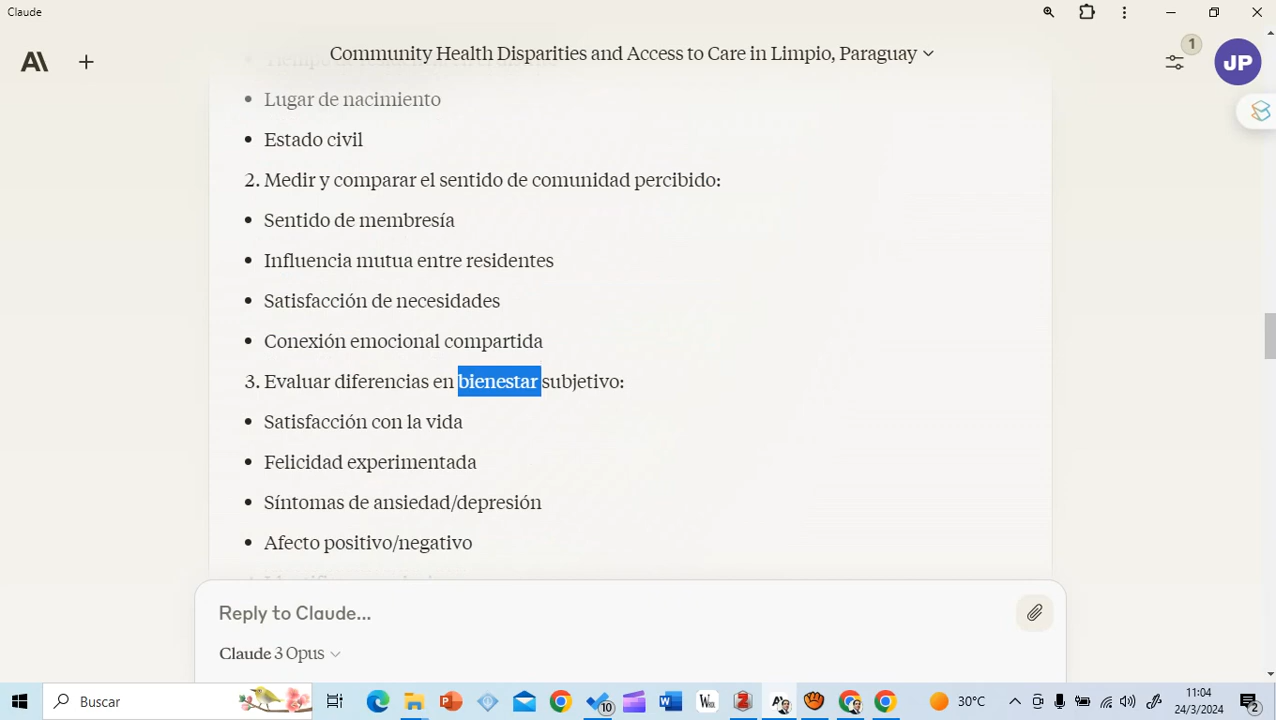 Claude
Community Health Disparities and Access to Care in Limpio, Paraguay
1
JP
Lugar de nacimiento
Estado civil
2. Medir y comparar el sentido de comunidad percibido:
Sentido de membresía
Influencia mutua entre residentes
Satisfacción de necesidades
Conexión emocional compartida
3. Evaluar diferencias en bienestar subjetivo:
Satisfacción con la vida
Felicidad experimentada
Síntomas de ansiedad/depresión
Afecto positivo/negativo
Reply to Claude...
Claude 3 Opus
Buscar
10
30°C
11:04
24/3/2024
2